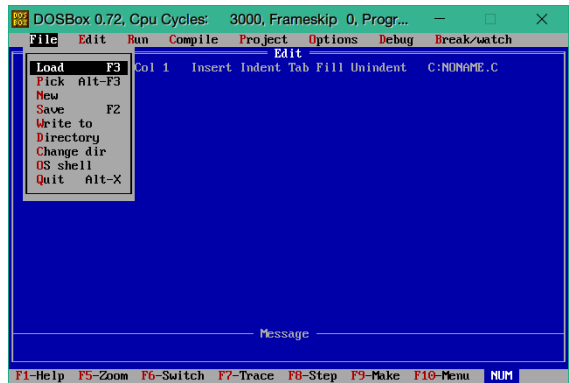 DOSBox 0.72, Cpu Cycles: 3000, Frameskip 0, Progr...
File Edit Run Compile Project Options Debug Break/watch
Edit
Col 1 Insert Indent Tab Fill Unindent C:NONAME.C
Load F3
Pick Alt-F3
New
Save F2
Write to
Directory
Change dir
OS shell
Quit Alt-X
Message
F1-Help F5-Zoom F6-Switch F7-Trace F8-Step F9-Make F10-Menu NUM